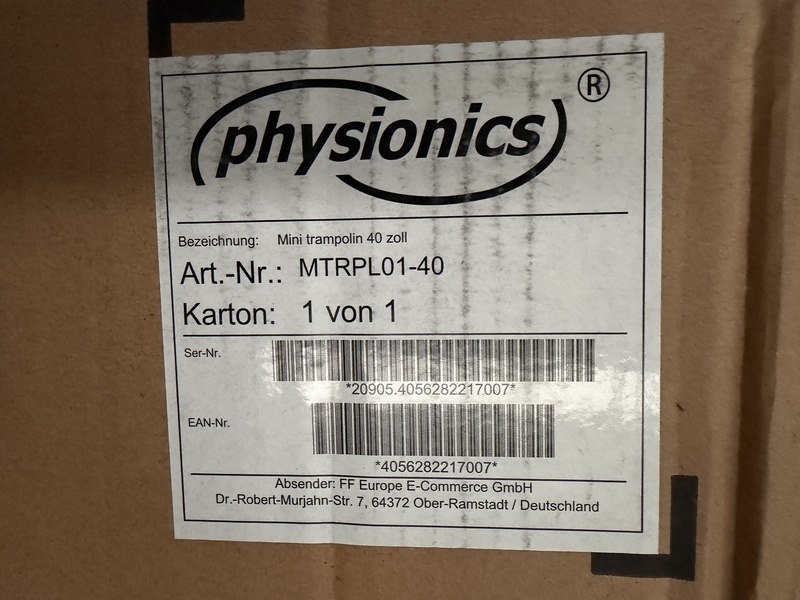 physionics ®
Bezeichnung: Mini trampolin 40 zoll
Art.-Nr.: MTRPL01-40
Karton: 1 von 1
Ser-Nr.
*20905.4056282217007*
EAN-Nr.
*4056282217007*
Absender: FF Europe E-Commerce GmbH
Dr.-Robert-Murjahn-Str. 7, 64372 Ober-Ramstadt / Deutschland